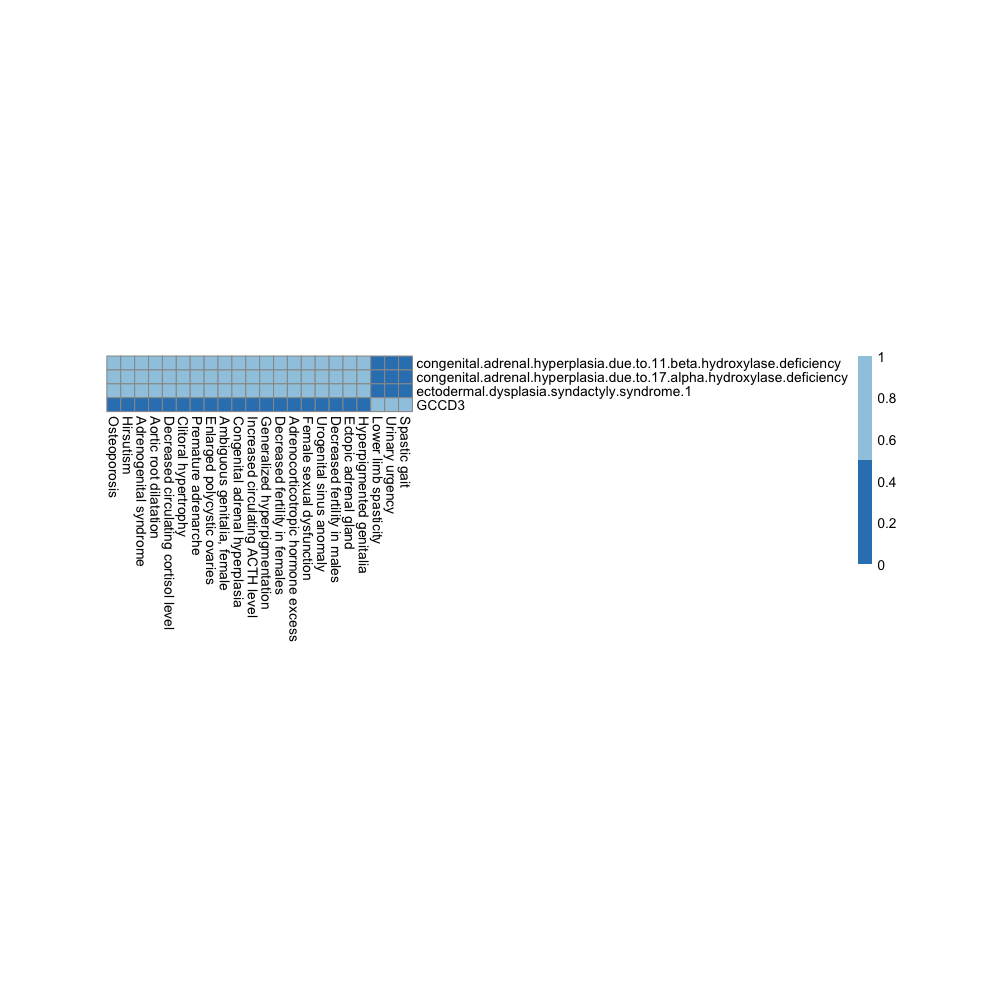 congenital.adrenal.hyperplasia.due.to.11.beta.hydroxylase.deficiency
congenital.adrenal.hyperplasia.due.to.17.alpha.hydroxylase.deficiency
ectodermal.dysplasia.syndactyly.syndrome.1
GCCD3
1
0.8
0.6
0.4
0.2
0
Osteoporosis
Hirsutism
Adrenogenital syndrome
Aortic root dilatation
Decreased circulating cortisol level
Clitoral hypertrophy
Premature adrenarche
Enlarged polycystic ovaries
Ambiguous genitalia, female
Congenital adrenal hyperplasia
Increased circulating ACTH level
Generalized hyperpigmentation
Decreased fertility in females
Adrenocorticotropic hormone excess
Female sexual dysfunction
Urogenital sinus anomaly
Decreased fertility in males
Ectopic adrenal gland
Hyperpigmented genitalia
Lower limb spasticity
Urinary urgency
Spastic gait